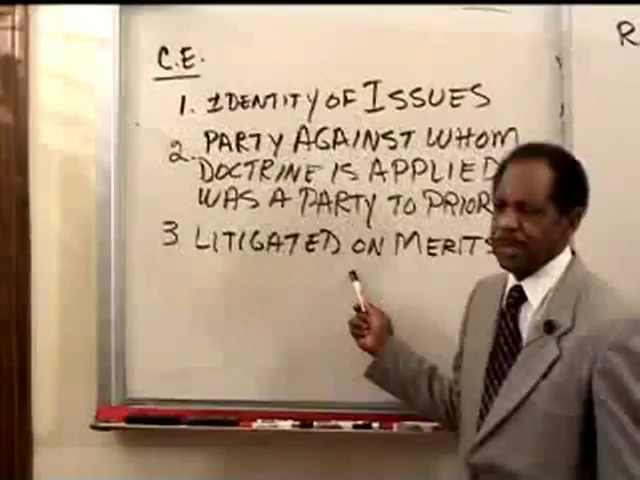 C.E.
1. IDENTITY OF ISSUES
2. PARTY AGAINST WHOM
DOCTRINE IS APPLIED
WAS A PARTY TO PRIOR
3 LITIGATED ON MERITS
R